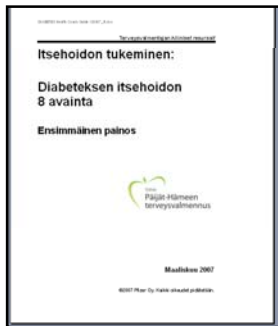 Terveysvalmentajan kliiniset resurssit
Itsehoidon tukeminen:
Diabeteksen itsehoidon
8 avainta
Ensimmäinen painos
Päijät-Hämeen
terveysvalmennus
Maaliskuu 2007
©2007 Pfizer Oy. Kaikki oikeudet pidätetään.